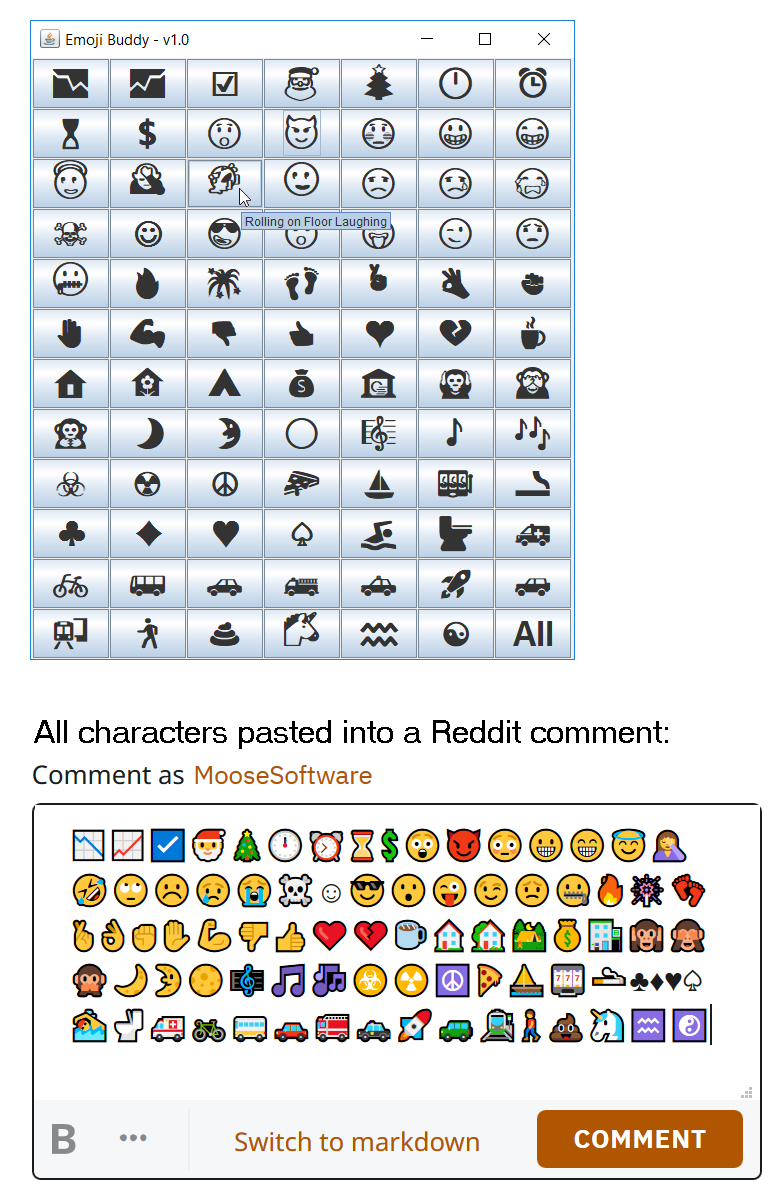 Emoji Buddy - v1.0
$
Rolling on Floor Laughing
All
All characters pasted into a Reddit comment:
Comment as MooseSoftware
📉📈☑️🎅🎄🕛⏰⏳💲😲😈😳😀😁😇🤦‍♀️
🤣🙄☹️😢😭☠️☺😎😮😜😉😟🤐🔥🎆👣
🤞👌✊✋💪👎👍❤️💔☕🏠🏡🏕️💰🏦🙉🙈
🙊🌙🌛🌕🎼🎵🎶☣️☢️☮️🍕⛵🎰🚬♣♦♥♤
🏊🚽🚑🚲🚌🚗🚒🚓🚀🚙🚉🚶💩🦄♒☯️
B ••• Switch to markdown COMMENT